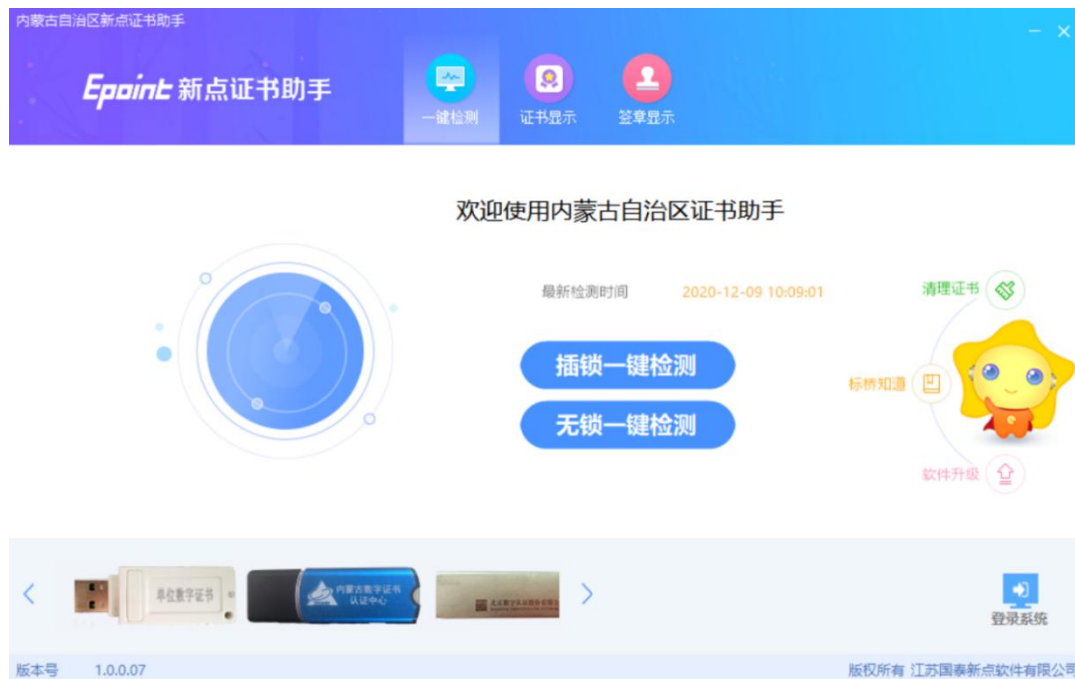 内蒙古自治区新点证书助手
Epoint 新点证书助手
一键检测 证书显示 签章显示
欢迎使用内蒙古自治区证书助手
最新检测时间 2020-12-09 10:09:01
清理证书
插锁一键检测
标桥知道
无锁一键检测
软件升级
单位数字证书
内蒙古数字证书
认证中心
登录系统
版本号 1.0.0.07
版权所有 江苏国泰新点软件有限公司